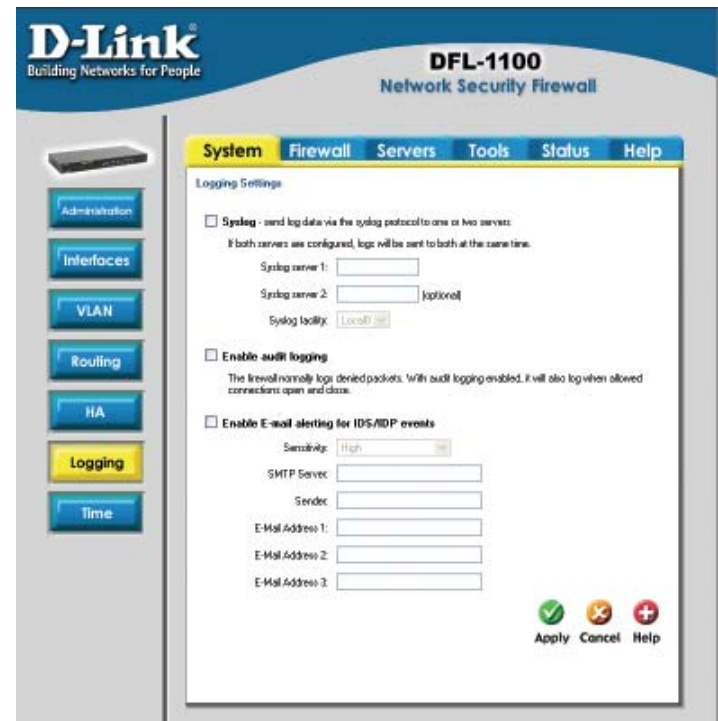 D-Link
Building Networks for People
DFL-1100
Network Security Firewall
System Firewall Servers Tools Status Help
Administration
Interfaces
VLAN
Routing
HA
Logging
Time
Logging Settings
Syslog - send log data via the syslog protocol to one or two servers
If both servers are configured, logs will be sent to both at the same time.
Syslog server 1:
Syslog server 2: (optional)
Syslog facility: Local0
Enable audit logging
The firewall normally logs denied packets. With audit logging enabled, it will also log when allowed
connections open and close.
Enable E-mail alerting for IDS/IDP events
Sensitivity: High
SMTP Server:
Sender:
E-Mail Address 1:
E-Mail Address 2:
E-Mail Address 3:
Apply Cancel Help